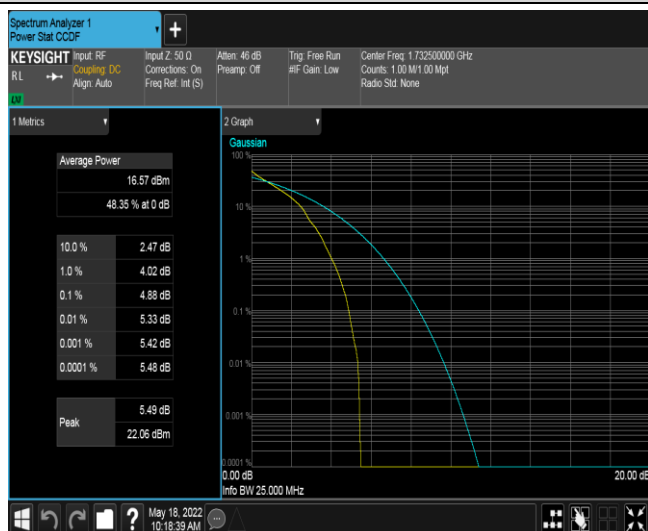 Spectrum Analyzer 1
Power Stat CCDF
+
KEYSIGHT
RL
LXI
Input: RF
Coupling: DC
Align: Auto
Input Z: 50 Ω
Corrections: On
Freq Ref: Int (S)
Atten: 46 dB
Preamp: Off
Trig: Free Run
#IF Gain: Low
Center Freq: 1.732500000 GHz
Counts: 1.00 M/1.00 Mpt
Radio Std: None
1 Metrics
Average Power
16.57 dBm
48.35 % at 0 dB
10.0 % 2.47 dB
1.0 % 4.02 dB
0.1 % 4.88 dB
0.01 % 5.33 dB
0.001 % 5.42 dB
0.0001 % 5.48 dB
Peak 5.49 dB
22.06 dBm
2 Graph
Gaussian
100 %
10 %
1 %
0.1 %
0.01 %
0.001 %
0.0001 %
0.00 dB 20.00 dB
Info BW 25.000 MHz
?
May 18, 2022
10:18:39 AM